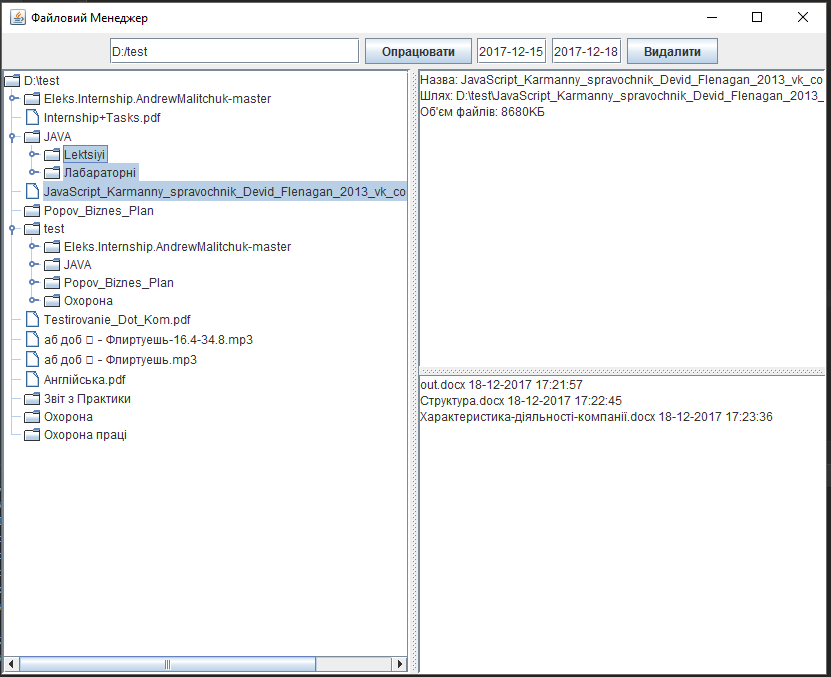 Файловий Менеджер
D:/test Опрацювати 2017-12-15 2017-12-18 Видалити
D:\test
Eleks.Internship.AndrewMalitchuk-master
Internship+Tasks.pdf
JAVA
Lektsiyi
Лабараторні
JavaScript_Karmanny_spravochnik_Devid_Flenagan_2013_vk_co
Popov_Biznes_Plan
test
Eleks.Internship.AndrewMalitchuk-master
JAVA
Popov_Biznes_Plan
Охорона
Testirovanie_Dot_Kom.pdf
аб доб - Флиртуешь-16.4-34.8.mp3
аб доб - Флиртуешь.mp3
Англійська.pdf
Звіт з Практики
Охорона
Охорона праці
Назва: JavaScript_Karmanny_spravochnik_Devid_Flenagan_2013_vk_co
Шлях: D:\test\JavaScript_Karmanny_spravochnik_Devid_Flenagan_2013_
Об'єм файлів: 8680КБ
out.docx 18-12-2017 17:21:57
Структура.docx 18-12-2017 17:22:45
Характеристика-діяльності-компанії.docx 18-12-2017 17:23:36